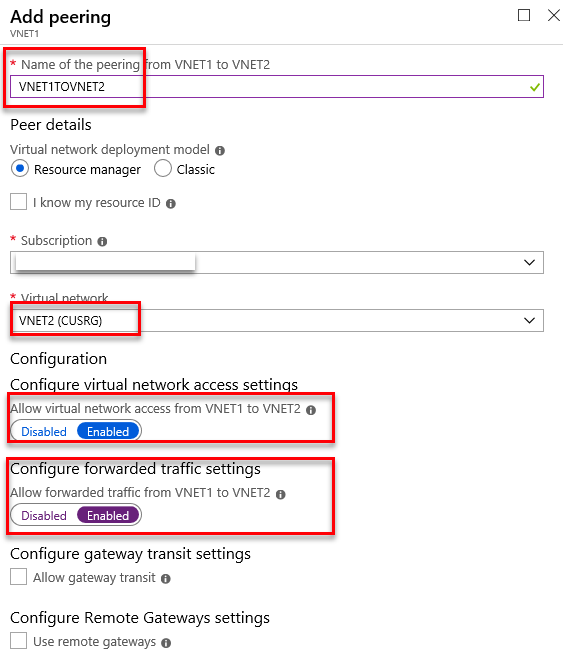 Add peering
VNET1
* Name of the peering from VNET1 to VNET2
VNET1TOVNET2
Peer details
Virtual network deployment model
Resource manager Classic
I know my resource ID
* Subscription
* Virtual network
VNET2 (CUSRG)
Configuration
Configure virtual network access settings
Allow virtual network access from VNET1 to VNET2
Disabled Enabled
Configure forwarded traffic settings
Allow forwarded traffic from VNET1 to VNET2
Disabled Enabled
Configure gateway transit settings
Allow gateway transit
Configure Remote Gateways settings
Use remote gateways